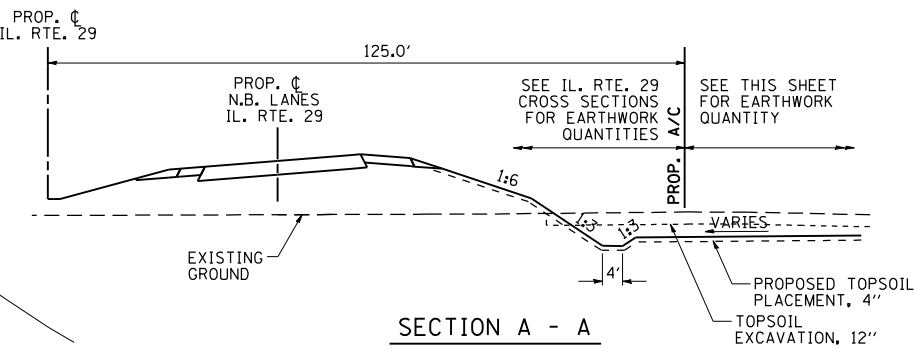 PROP. ℄
IL. RTE. 29
125.0'
PROP. ℄
N.B. LANES
IL. RTE. 29
SEE IL. RTE. 29
CROSS SECTIONS
FOR EARTHWORK
QUANTITIES
PROP. A/C
SEE THIS SHEET
FOR EARTHWORK
QUANTITY
1:6
1:3
1:3
VARIES
EXISTING
GROUND
4'
PROPOSED TOPSOIL
PLACEMENT, 4"
TOPSOIL
EXCAVATION, 12"
SECTION A - A